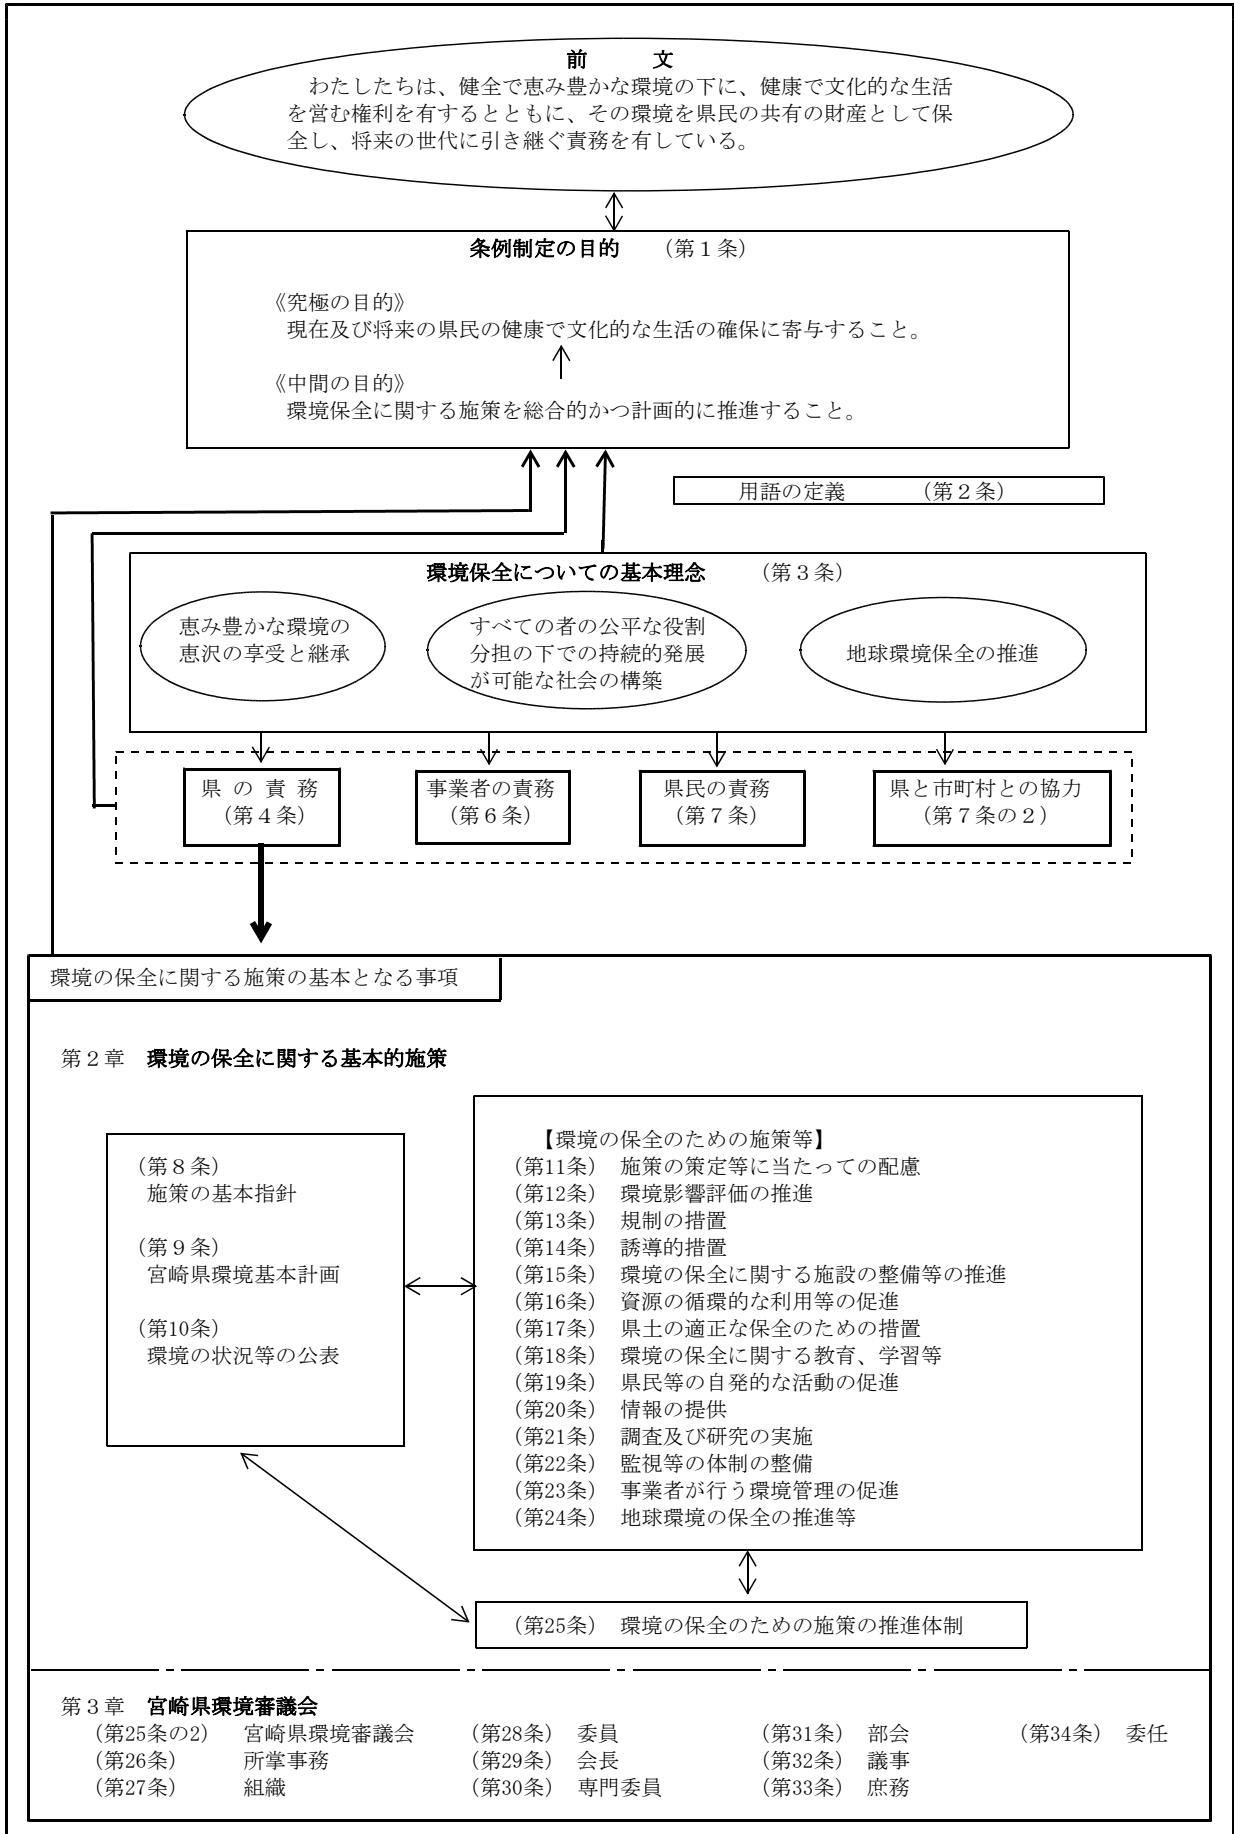 前　　　文
わたしたちは、健全で恵み豊かな環境の下に、健康で文化的な生活
を営む権利を有するとともに、その環境を県民の共有の財産として保
全し、将来の世代に引き継ぐ責務を有している。
条例制定の目的　（第１条）
《究極の目的》
現在及び将来の県民の健康で文化的な生活の確保に寄与すること。
《中間の目的》
環境保全に関する施策を総合的かつ計画的に推進すること。
用語の定義　　　（第２条）
環境保全についての基本理念　　（第３条）
恵み豊かな環境の
恵沢の享受と継承
すべての者の公平な役割
分担の下での持続的発展
が可能な社会の構築
地球環境保全の推進
県 の 責 務
（第４条）
事業者の責務
（第６条）
県民の責務
（第７条）
県と市町村との協力
（第７条の２）
環境の保全に関する施策の基本となる事項
第２章　環境の保全に関する基本的施策
（第８条）
施策の基本指針
（第９条）
宮崎県環境基本計画
（第10条）
環境の状況等の公表
【環境の保全のための施策等】
（第11条）　施策の策定等に当たっての配慮
（第12条）　環境影響評価の推進
（第13条）　規制の措置
（第14条）　誘導的措置
（第15条）　環境の保全に関する施設の整備等の推進
（第16条）　資源の循環的な利用等の促進
（第17条）　県土の適正な保全のための措置
（第18条）　環境の保全に関する教育、学習等
（第19条）　県民等の自発的な活動の促進
（第20条）　情報の提供
（第21条）　調査及び研究の実施
（第22条）　監視等の体制の整備
（第23条）　事業者が行う環境管理の促進
（第24条）　地球環境の保全の推進等
（第25条）　環境の保全のための施策の推進体制
第３章　宮崎県環境審議会
（第25条の2）　宮崎県環境審議会　（第28条）　委員　（第31条）　部会　（第34条）　委任
（第26条）　所掌事務　（第29条）　会長　（第32条）　議事
（第27条）　組織　（第30条）　専門委員　（第33条）　庶務